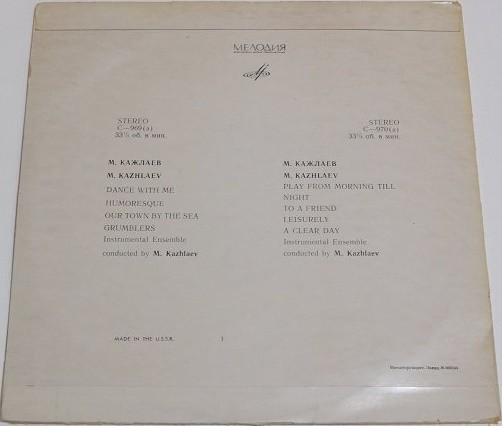 МЕЛОДИЯ
STEREO
С—969(a)
33⅓ об. в мин.
М. КАЖЛАЕВ
M. KAZHLAEV
DANCE WITH ME
HUMORESQUE
OUR TOWN BY THE SEA
GRUMBLERS
Instrumental Ensemble
conducted by M. Kazhlaev
STEREO
С—970(a)
33⅓ об. в мин.
М. КАЖЛАЕВ
M. KAZHLAEV
PLAY FROM MORNING TILL
NIGHT
TO A FRIEND
LEISURELY
A CLEAR DAY
Instrumental Ensemble
conducted by M. Kazhlaev
MADE IN THE U.S.S.R.